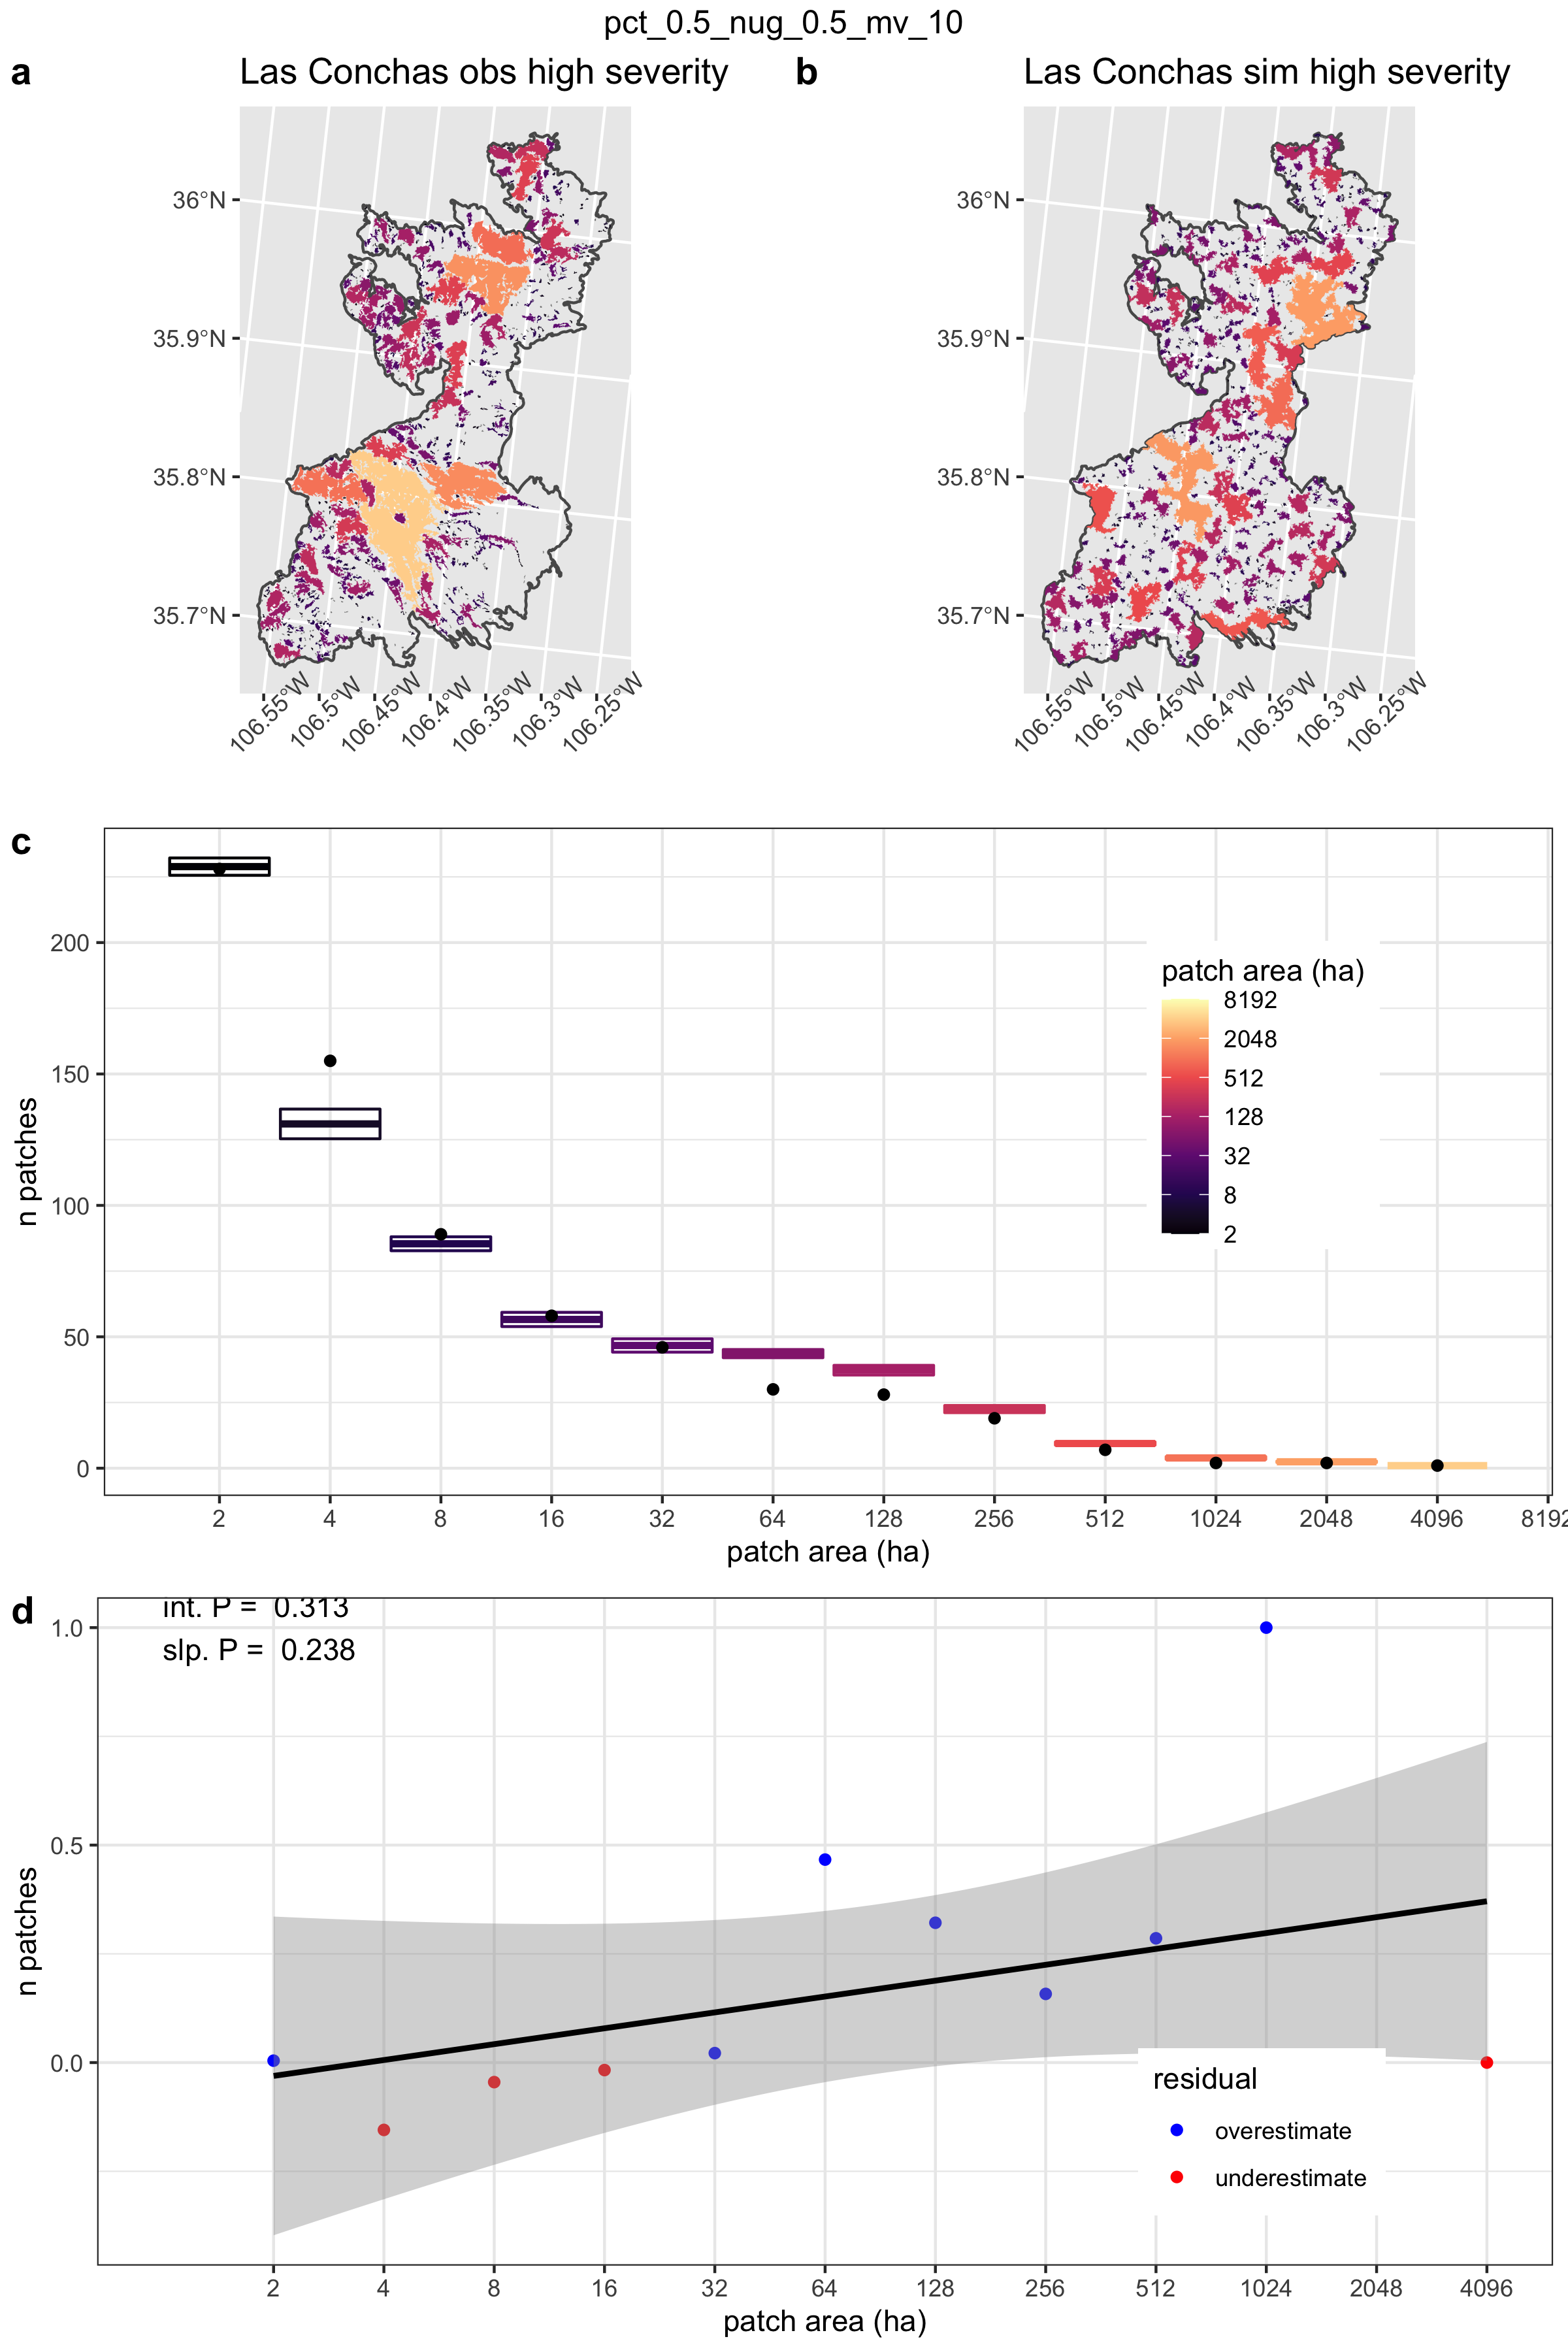 pct_0.5_nug_0.5_mv_10
a
Las Conchas obs high severity
36°N
35.9°N
35.8°N
35.7°N
106.55°W
106.5°W
106.45°W
106.4°W
106.35°W
106.3°W
106.25°W
b
Las Conchas sim high severity
36°N
35.9°N
35.8°N
35.7°N
106.55°W
106.5°W
106.45°W
106.4°W
106.35°W
106.3°W
106.25°W
c
n patches
200
150
100
50
0
patch area (ha)
8192
2048
512
128
32
8
2
2 4 8 16 32 64 128 256 512 1024 2048 4096 8192
patch area (ha)
d
int. P = 0.313
slp. P = 0.238
n patches
1.0
0.5
0.0
residual
overestimate
underestimate
2 4 8 16 32 64 128 256 512 1024 2048 4096
patch area (ha)